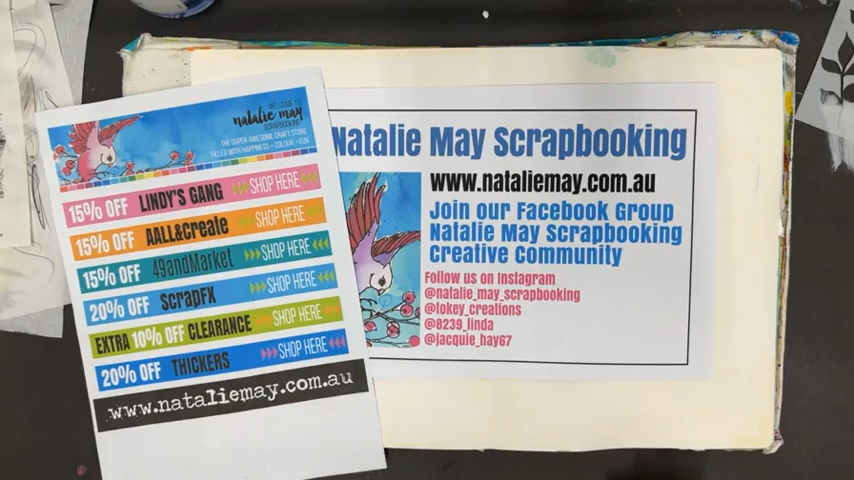 WELCOME TO
natalie may
SCRAPBOOKING
THE SUPER AWESOME CRAFT STORE
FILLED WITH HAPPINESS + COLOUR + FUN
15% OFF LINDY'S GANG >>> SHOP HERE <<<
15% OFF AALL&Create >>> SHOP HERE <<<
15% OFF 49andMarket >>> SHOP HERE <<<
20% OFF ScrapFX >>> SHOP HERE <<<
EXTRA 10% OFF CLEARANCE >>> SHOP HERE <<<
20% OFF THICKERS >>> SHOP HERE <<<
www.nataliemay.com.au
Natalie May Scrapbooking
www.nataliemay.com.au
Join our Facebook Group
Natalie May Scrapbooking
Creative Community
Follow us on Instagram
@natalie_may_scrapbooking
@tokey_creations
@8239_linda
@jacquie_hay67